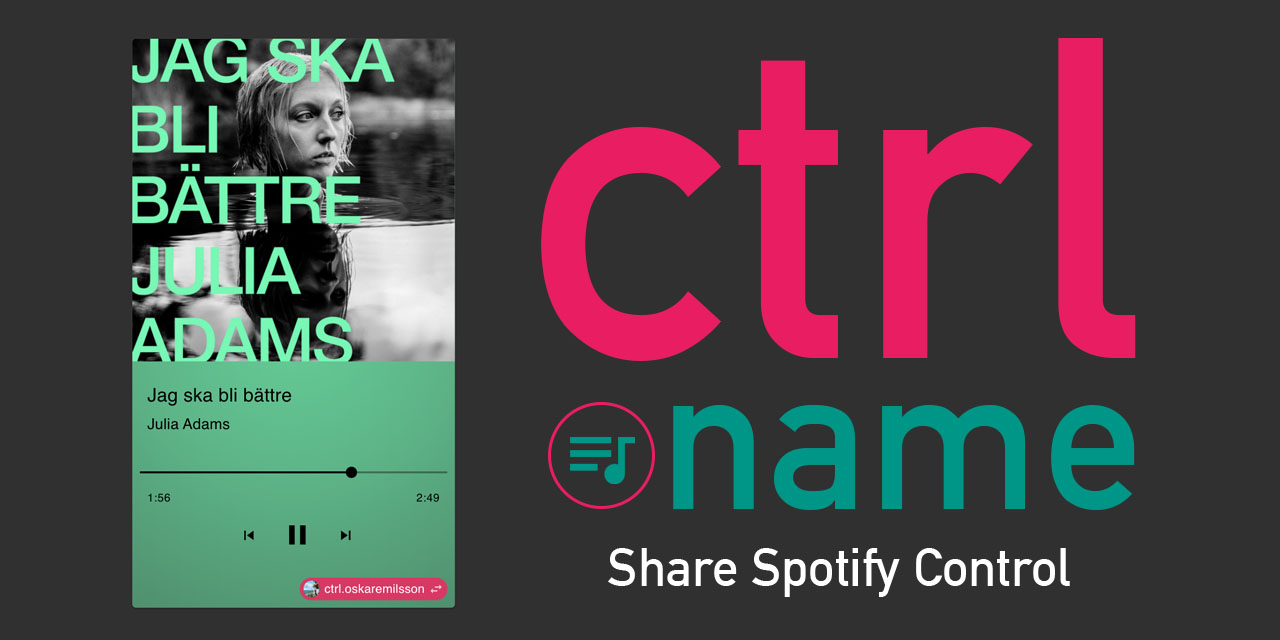 JAG SKA
BLI
BÄTTRE
JULIA
ADAMS
Jag ska bli bättre
Julia Adams
1:56
2:49
ctrl.oskaremilsson
ctrl
name
Share Spotify Control